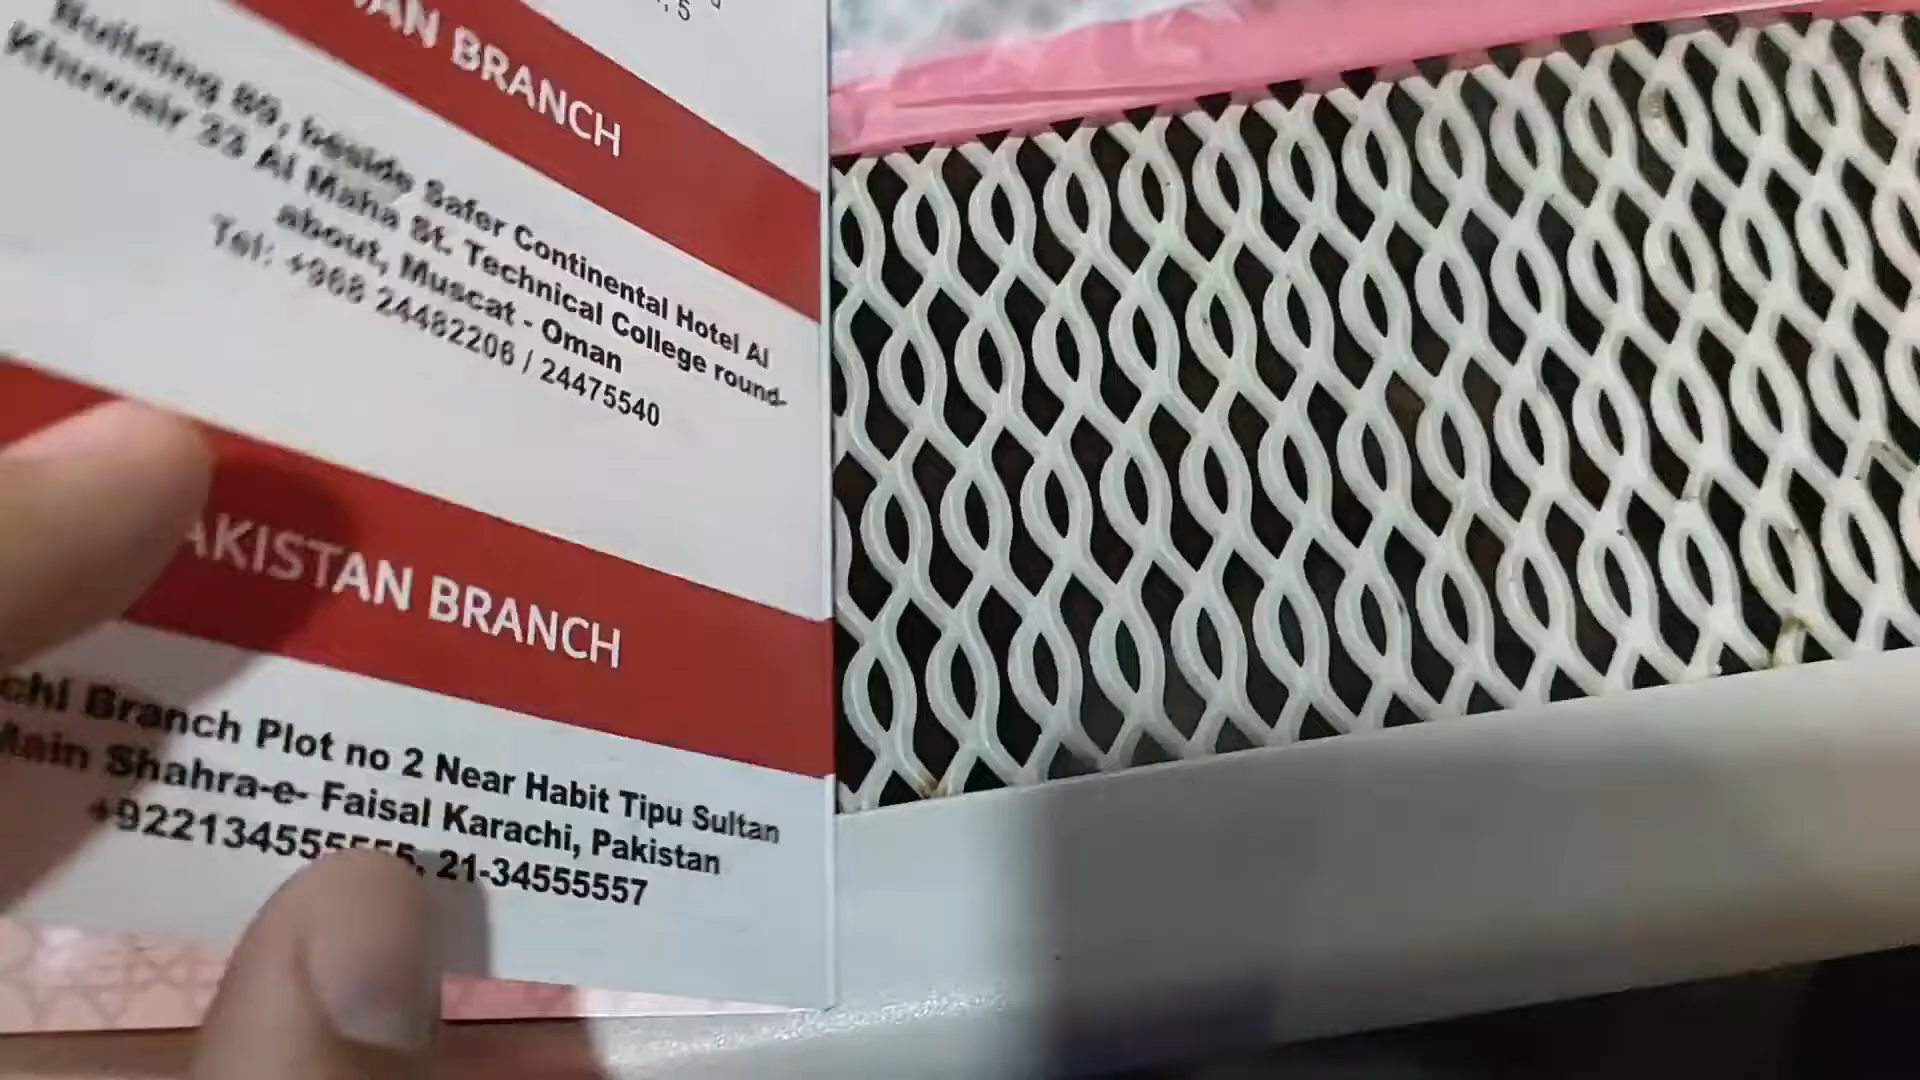 , 5
AN BRANCH
Building 89, beside Safer Continental Hotel Al
Khuwair 33 Al Maha St. Technical College round-
about, Muscat - Oman
Tel: +968 24482206 / 24475540
AKISTAN BRANCH
chi Branch Plot no 2 Near Habit Tipu Sultan
Main Shahra-e- Faisal Karachi, Pakistan
+922134555555, 21-34555557